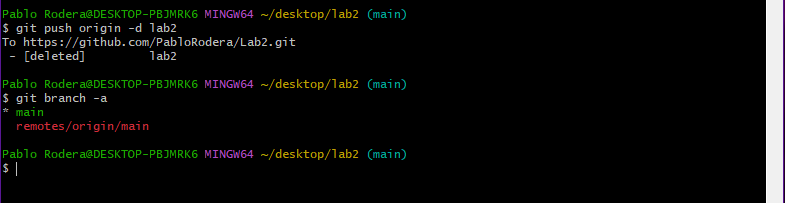 Pablo Rodera@DESKTOP-PBJMRK6 MINGW64 ~/desktop/lab2 (main)
$ git push origin -d lab2
To https://github.com/PabloRodera/Lab2.git
 - [deleted]         lab2
Pablo Rodera@DESKTOP-PBJMRK6 MINGW64 ~/desktop/lab2 (main)
$ git branch -a
* main
  remotes/origin/main
Pablo Rodera@DESKTOP-PBJMRK6 MINGW64 ~/desktop/lab2 (main)
$